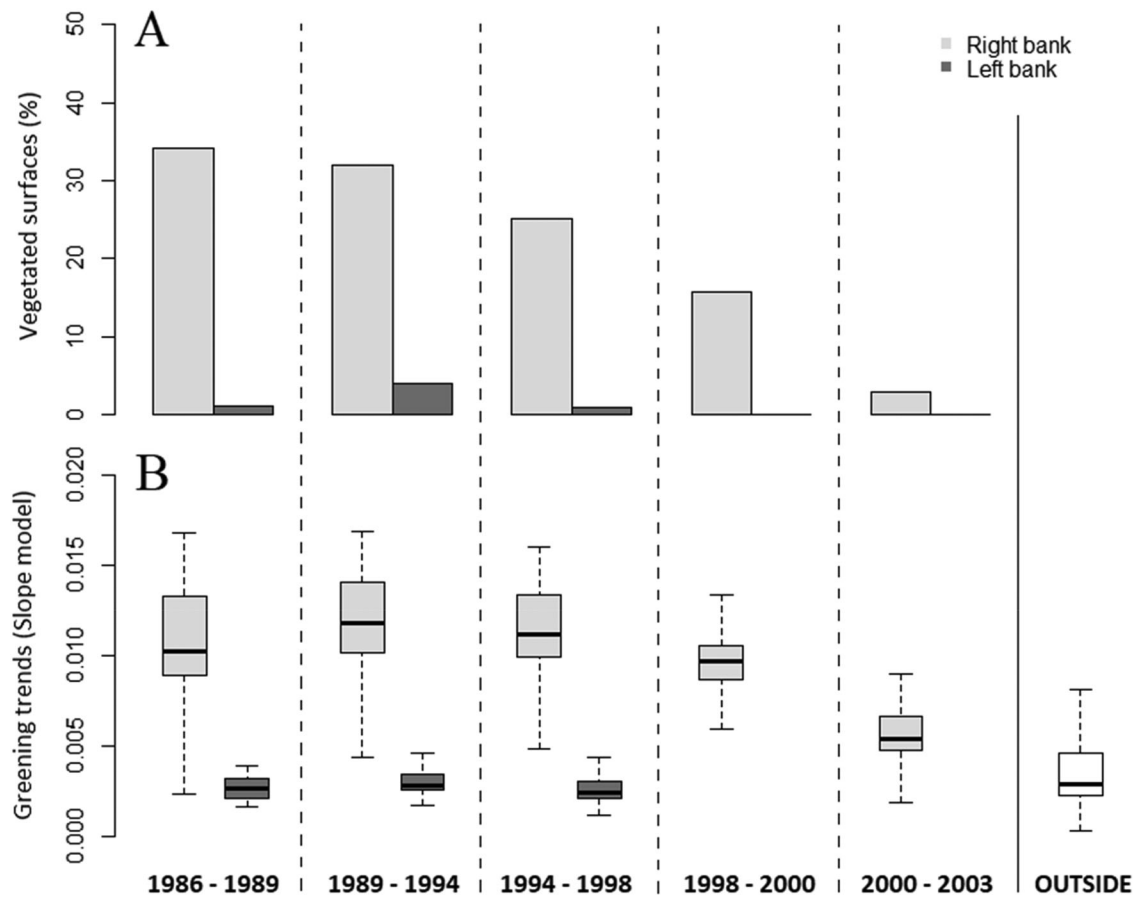 A
Right bank
Left bank
Vegetated surfaces (%)
50
40
30
20
10
0
B
Greening trends (Slope model)
0.020
0.015
0.010
0.005
0.000
1986 - 1989
1989 - 1994
1994 - 1998
1998 - 2000
2000 - 2003
OUTSIDE